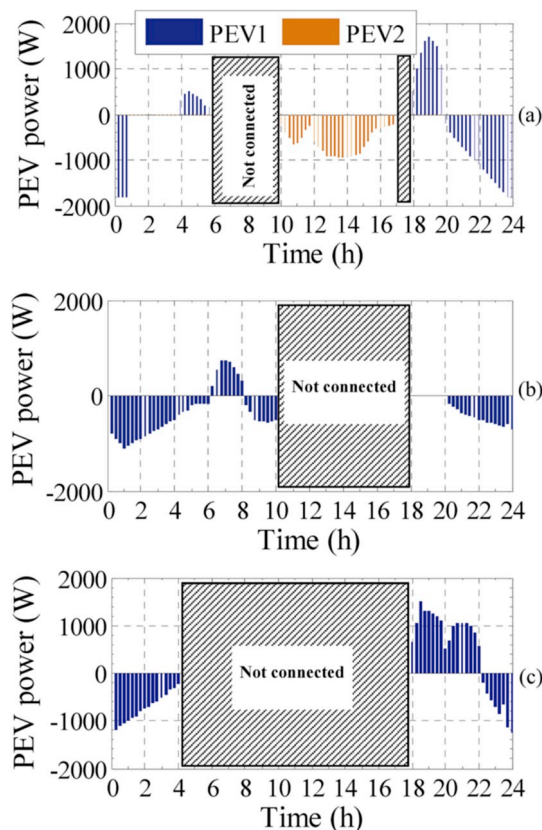 PEV1 PEV2
PEV power (W)
2000
1000
0
-1000
-2000
Not connected
(a)
0 2 4 6 8 10 12 14 16 18 20 22 24
Time (h)
PEV power (W)
2000
0
-2000
Not connected
(b)
0 2 4 6 8 10 12 14 16 18 20 22 24
Time (h)
PEV power (W)
2000
1000
0
-1000
-2000
Not connected
(c)
0 2 4 6 8 10 12 14 16 18 20 22 24
Time (h)